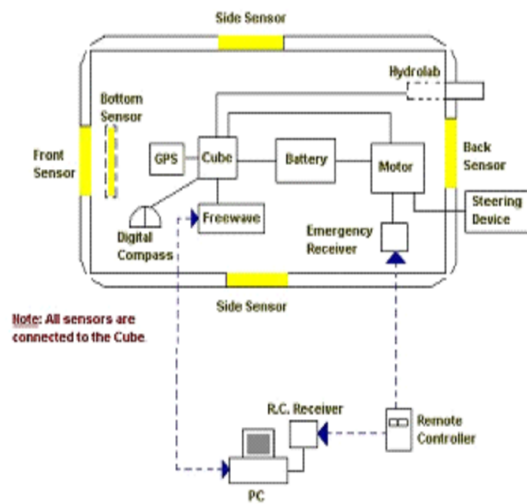 Side Sensor
Hydrolab
Bottom
Sensor
Front
Sensor
GPS
Cube
Battery
Motor
Back
Sensor
Steering
Device
Freewave
Emergency
Receiver
Digital
Compass
Side Sensor
Note: All sensors are
connected to the Cube.
R.C. Receiver
Remote
Controller
PC